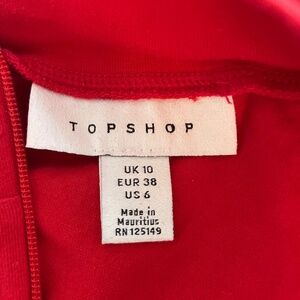 TOPSHOP
UK 10
EUR 38
US 6
Made in
Mauritius
RN 125149